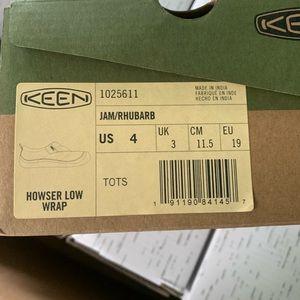 KEEN
1025611
MADE IN INDIA
FABRIQUÉ EN INDE
HECHO EN INDIA
JAM/RHUBARB
US 4
UK 3
CM 11.5
EU 19
HOWSER LOW
WRAP
TOTS
1 91190 84145 7